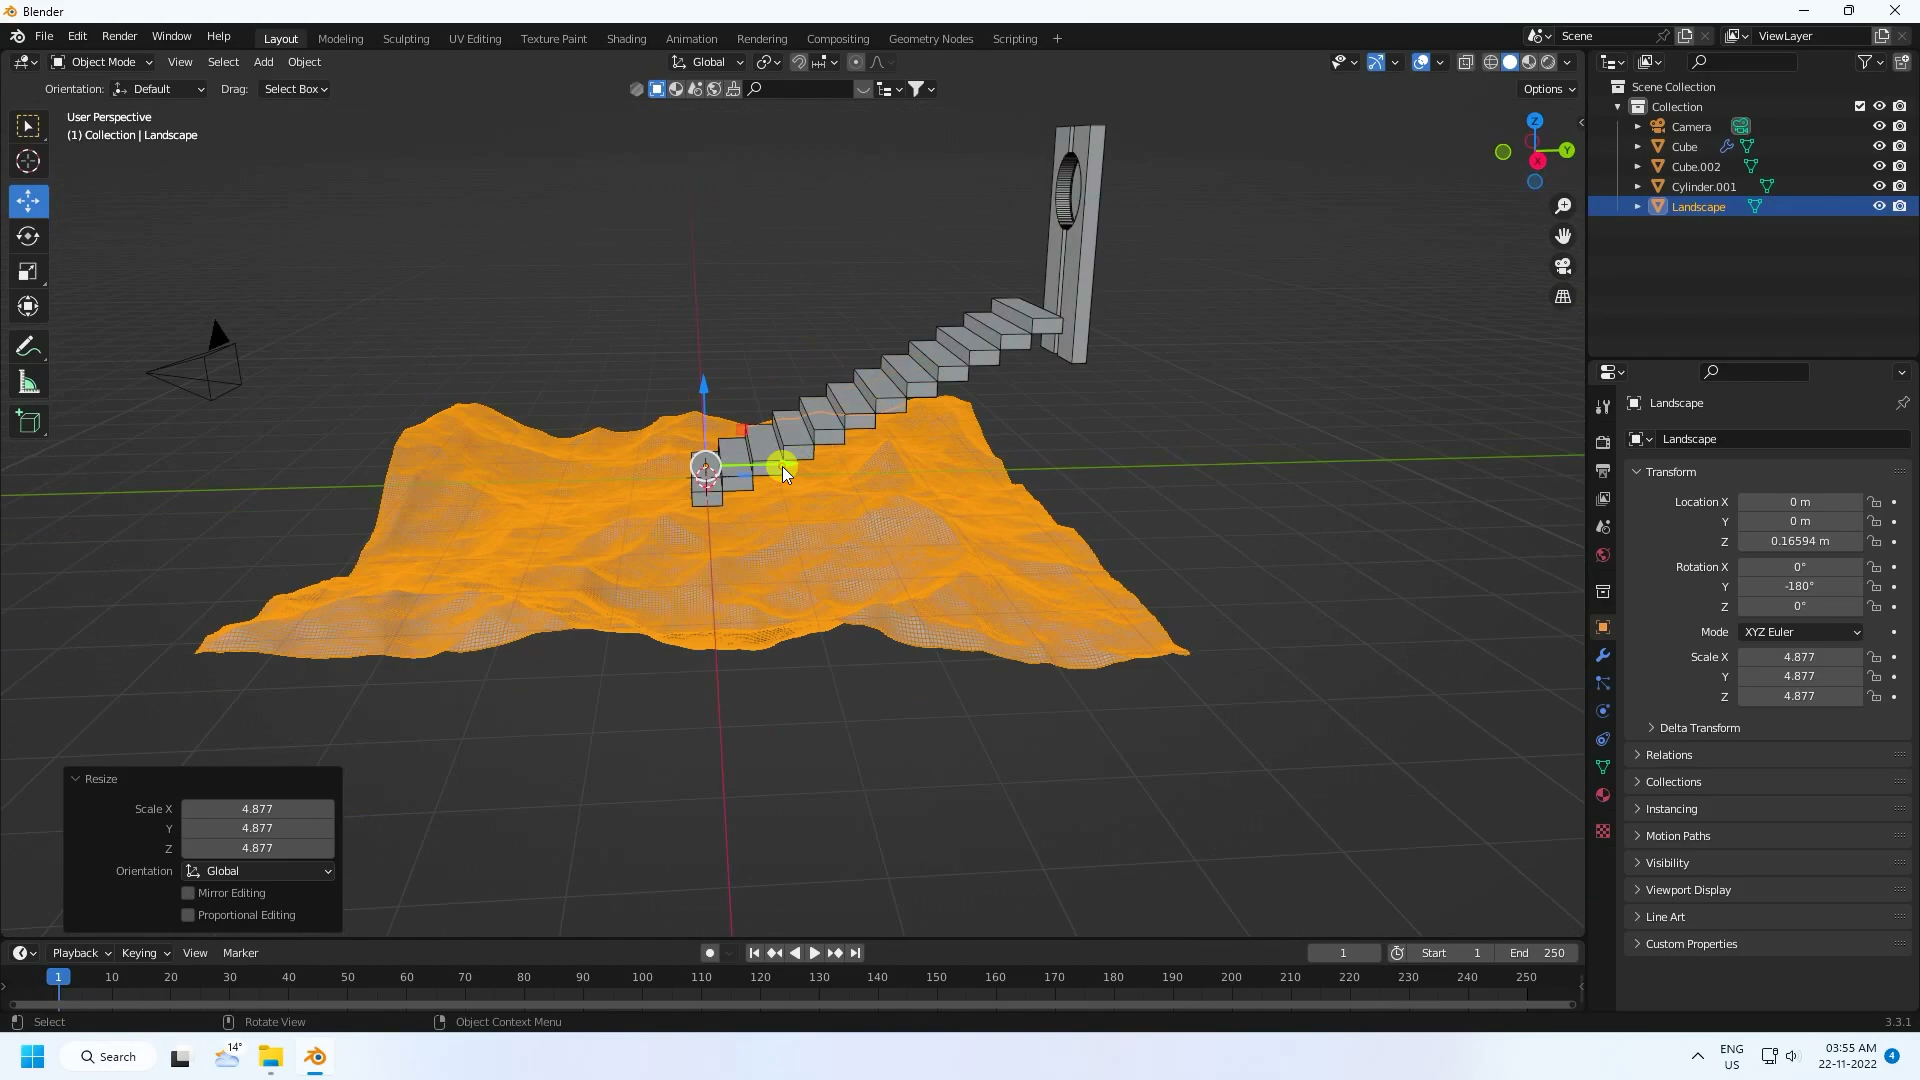 Blender
File Edit Render Window Help
Layout Modeling Sculpting UV Editing Texture Paint Shading Animation Rendering Compositing Geometry Nodes Scripting +
Scene
ViewLayer
Object Mode View Select Add Object
Global
Orientation: Default Drag: Select Box
Options
User Perspective
(1) Collection | Landscape
Z
Y
X
Scene Collection
Collection
Camera
Cube
Cube.002
Cylinder.001
Landscape
Landscape
Landscape
Transform
Location X 0 m
Y 0 m
Z 0.16594 m
Rotation X 0°
Y -180°
Z 0°
Mode XYZ Euler
Scale X 4.877
Y 4.877
Z 4.877
Delta Transform
Relations
Collections
Instancing
Motion Paths
Visibility
Viewport Display
Line Art
Custom Properties
Resize
Scale X 4.877
Y 4.877
Z 4.877
Orientation Global
Mirror Editing
Proportional Editing
Playback Keying View Marker
1 Start 1 End 250
1 10 20 30 40 50 60 70 80 90 100 110 120 130 140 150 160 170 180 190 200 210 220 230 240 250
Select Rotate View Object Context Menu
3.3.1
Search
14°
ENG
US
03:55 AM
22-11-2022
4